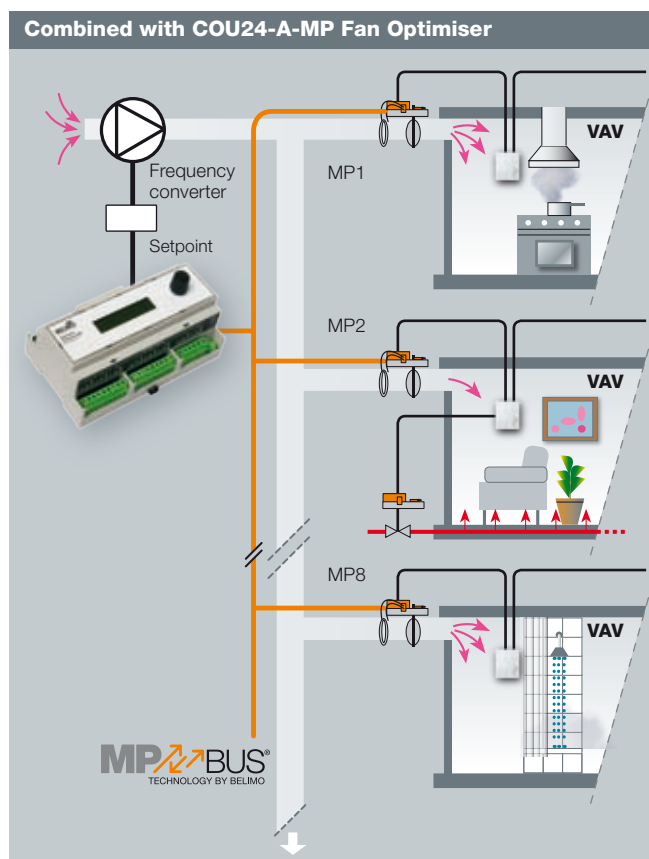 Combined with COU24-A-MP Fan Optimiser
VAV
MP1
Frequency
converter
Setpoint
MP2
VAV
MP8
VAV
MP BUS®
TECHNOLOGY BY BELIMO